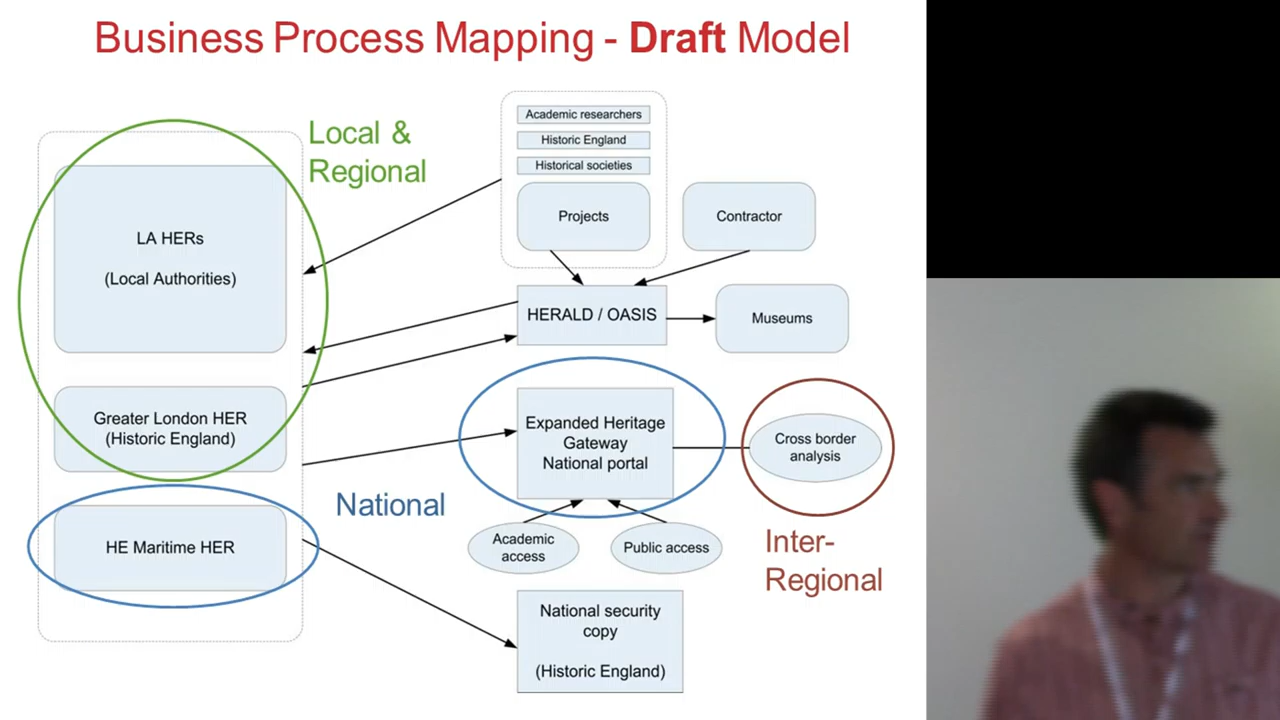 Business Process Mapping - Draft Model
Local &
Regional
LA HERs
(Local Authorities)
Greater London HER
(Historic England)
HE Maritime HER
National
Academic researchers
Historic England
Historical societies
Projects
Contractor
HERALD / OASIS
Museums
Expanded Heritage
Gateway
National portal
Cross border
analysis
Academic
access
Public access
Inter-
Regional
National security
copy
(Historic England)